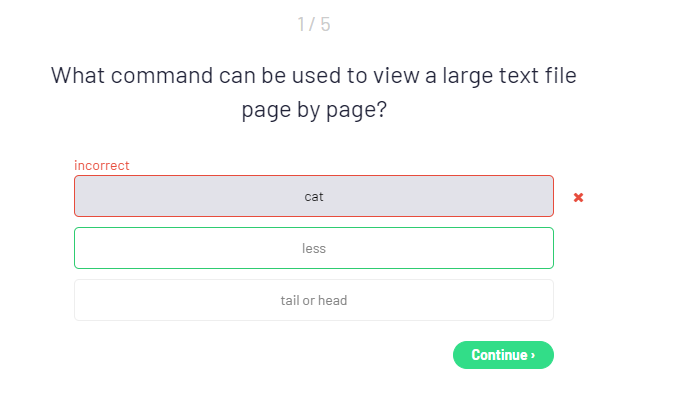 1 / 5
What command can be used to view a large text file
page by page?
incorrect
cat
less
tail or head
Continue ›